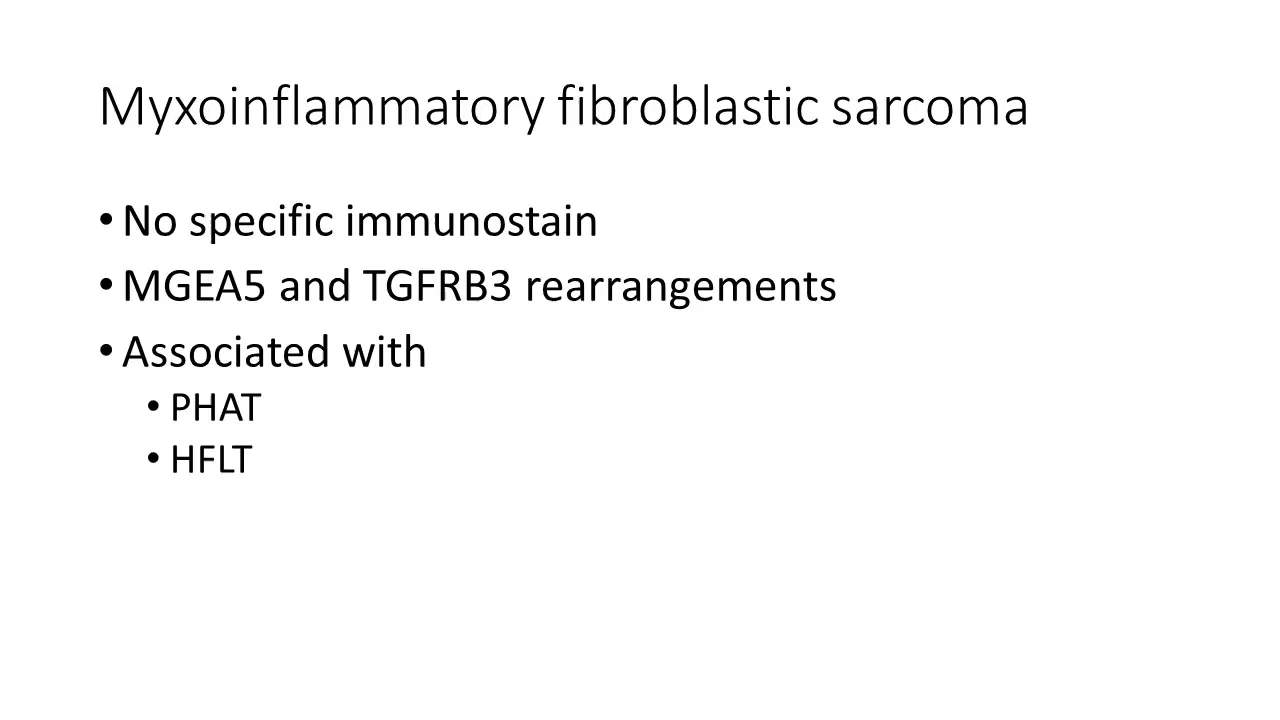 Myxoinflammatory fibroblastic sarcoma
• No specific immunostain
• MGEA5 and TGFRB3 rearrangements
• Associated with
• PHAT
• HFLT